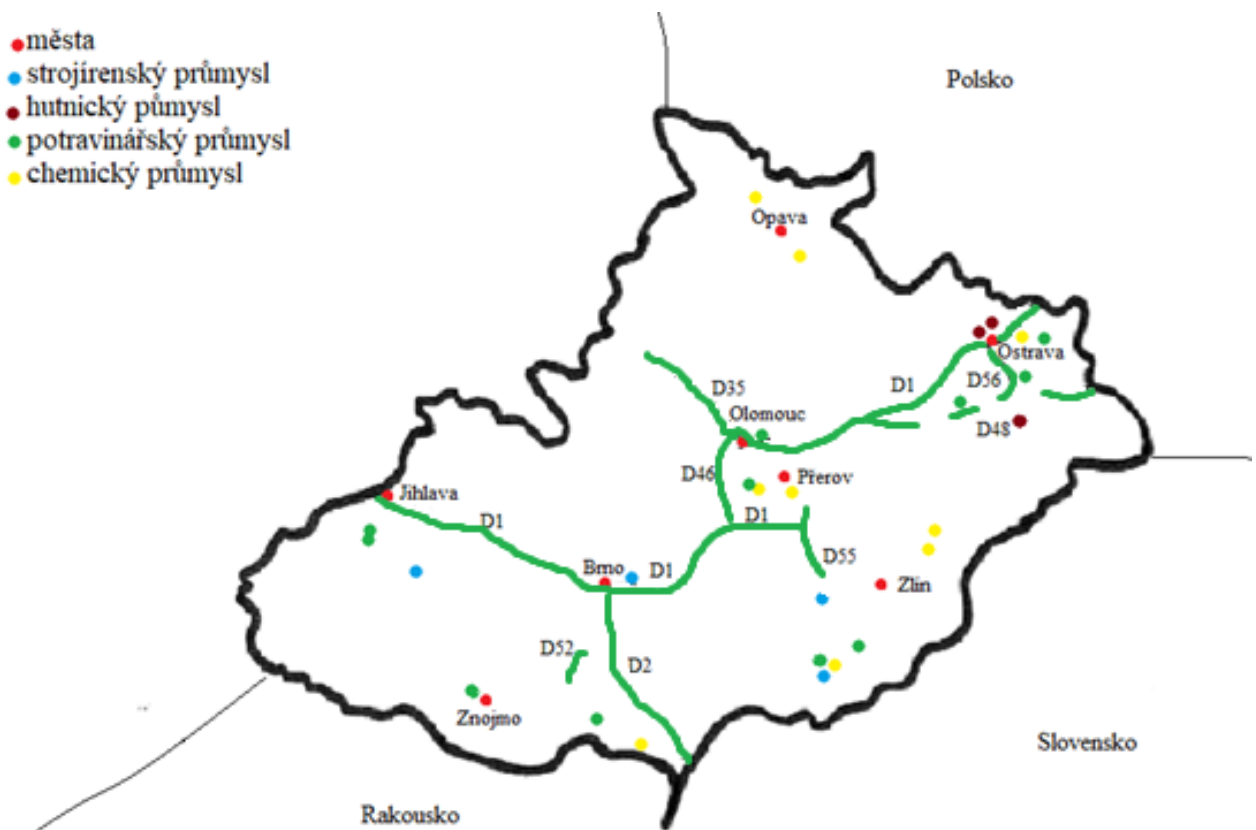 města
strojírenský průmysl
hutnický půmysl
potravinářský průmysl
chemický průmysl
Polsko
Opava
Ostrava
D1
D56
D35
Olomouc
D48
D46
Přerov
Jihlava
D1
D1
D55
Brno
D1
Zlín
D52
D2
Znojmo
Slovensko
Rakousko